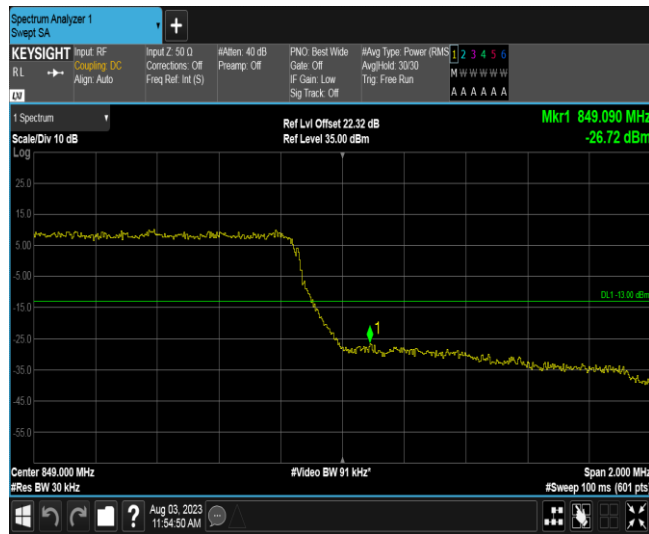 Spectrum Analyzer 1
Swept SA
KEYSIGHT
RL
LXI
Input: RF
Coupling: DC
Align: Auto
Input Z: 50 Ω
Corrections: Off
Freq Ref: Int (S)
#Atten: 40 dB
Preamp: Off
PNO: Best Wide
Gate: Off
IF Gain: Low
Sig Track: Off
#Avg Type: Power (RMS
Avg|Hold: 30/30
Trig: Free Run
1 2 3 4 5 6
M W W W W W
A A A A A A
1 Spectrum
Scale/Div 10 dB
Log
Ref Lvl Offset 22.32 dB
Ref Level 35.00 dBm
Mkr1 849.090 MHz
-26.72 dBm
25.0
15.0
5.00
-5.00
DL1 -13.00 dBm
-15.0
1
-25.0
-35.0
-45.0
-55.0
Center 849.000 MHz
#Res BW 30 kHz
#Video BW 91 kHz*
Span 2.000 MHz
#Sweep 100 ms (601 pts)
?
Aug 03, 2023
11:54:50 AM